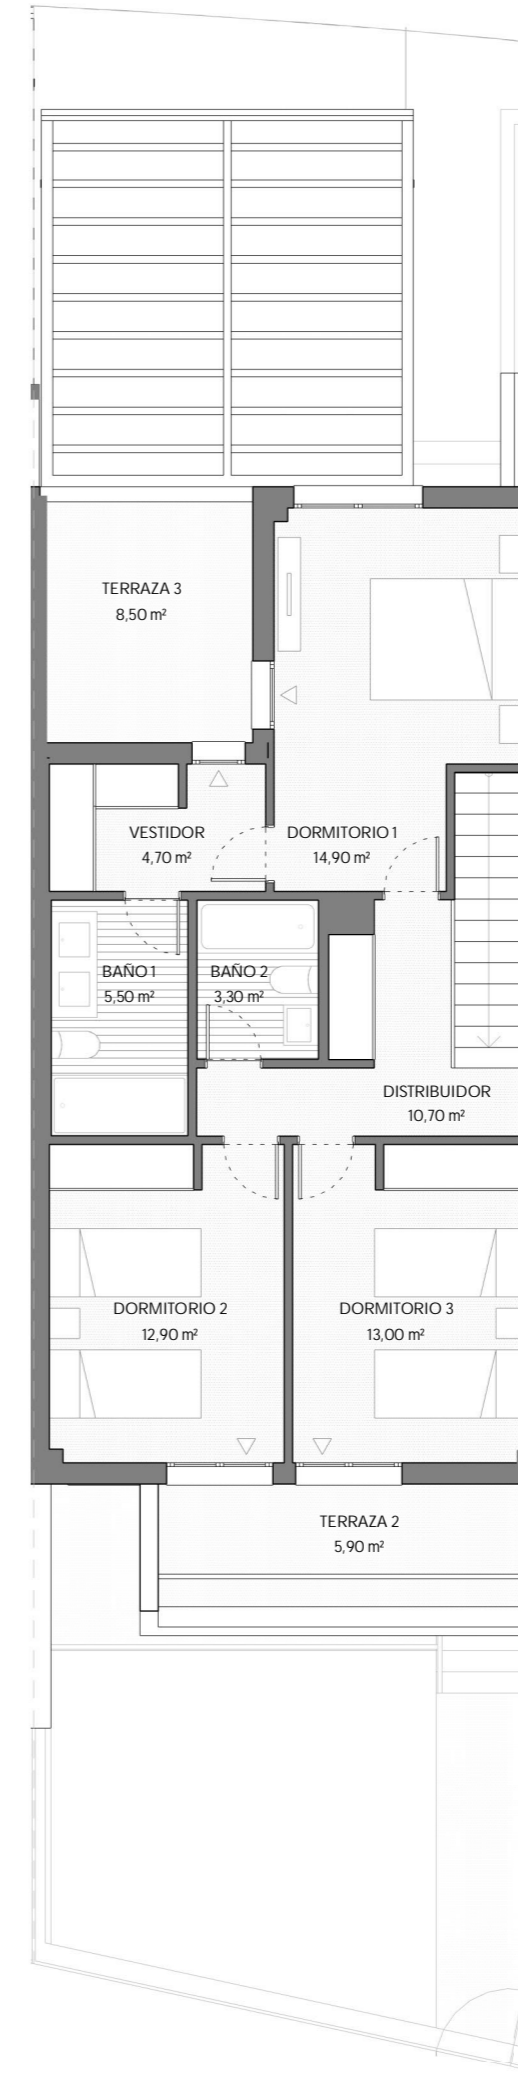 TERRAZA 3
8,50 m²
VESTIDOR
4,70 m²
DORMITORIO 1
14,90 m²
BAÑO 1
5,50 m²
BAÑO 2
3,30 m²
DISTRIBUIDOR
10,70 m²
DORMITORIO 2
12,90 m²
DORMITORIO 3
13,00 m²
TERRAZA 2
5,90 m²